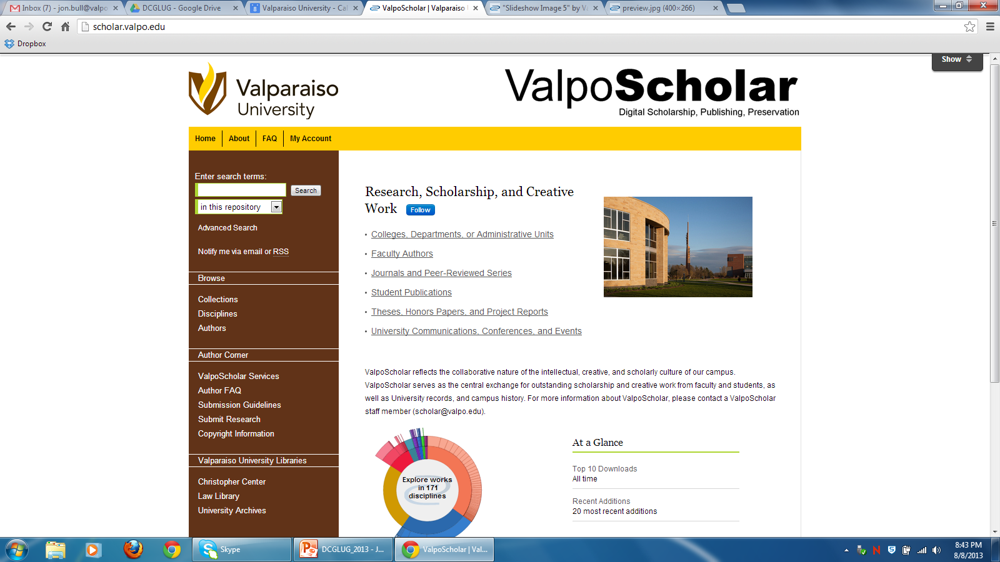 Inbox (7) - jon.bull@valpo
DCGLUG - Google Drive
8
Valparaiso University - Cal
ValpoScholar | Valparaiso
"Slideshow Image 5" by Va
preview.jpg (400×266)
scholar.valpo.edu
Dropbox
Show
Valparaiso
University
ValpoScholar
Digital Scholarship, Publishing, Preservation
Home
About
FAQ
My Account
Enter search terms:
Search
in this repository
Advanced Search
Notify me via email or RSS
Browse
Collections
Disciplines
Authors
Author Corner
ValpoScholar Services
Author FAQ
Submission Guidelines
Submit Research
Copyright Information
Valparaiso University Libraries
Christopher Center
Law Library
University Archives
Research, Scholarship, and Creative
Work
Follow
Colleges, Departments, or Administrative Units
Faculty Authors
Journals and Peer-Reviewed Series
Student Publications
Theses, Honors Papers, and Project Reports
University Communications, Conferences, and Events
ValpoScholar reflects the collaborative nature of the intellectual, creative, and scholarly culture of our campus.
ValpoScholar serves as the central exchange for outstanding scholarship and creative work from faculty and students, as
well as University records, and campus history. For more information about ValpoScholar, please contact a ValpoScholar
staff member (scholar@valpo.edu).
Explore works
in 171
disciplines
At a Glance
Top 10 Downloads
All time
Recent Additions
20 most recent additions
Skype
DCGLUG_2013 - J...
ValpoScholar | Val...
8:43 PM
8/8/2013